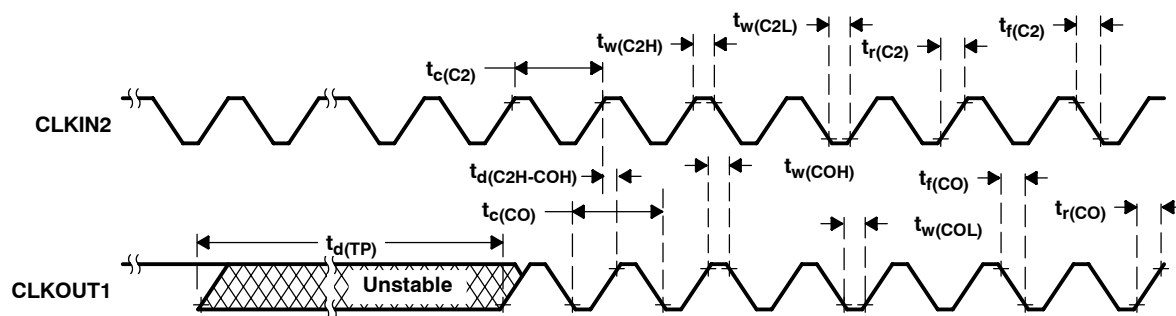 tw(C2L)
tf(C2)
tw(C2H)
tr(C2)
tc(C2)
CLKIN2
td(C2H-COH)
tw(COH)
tf(CO)
tc(CO)
tr(CO)
tw(COL)
td(TP)
Unstable
CLKOUT1